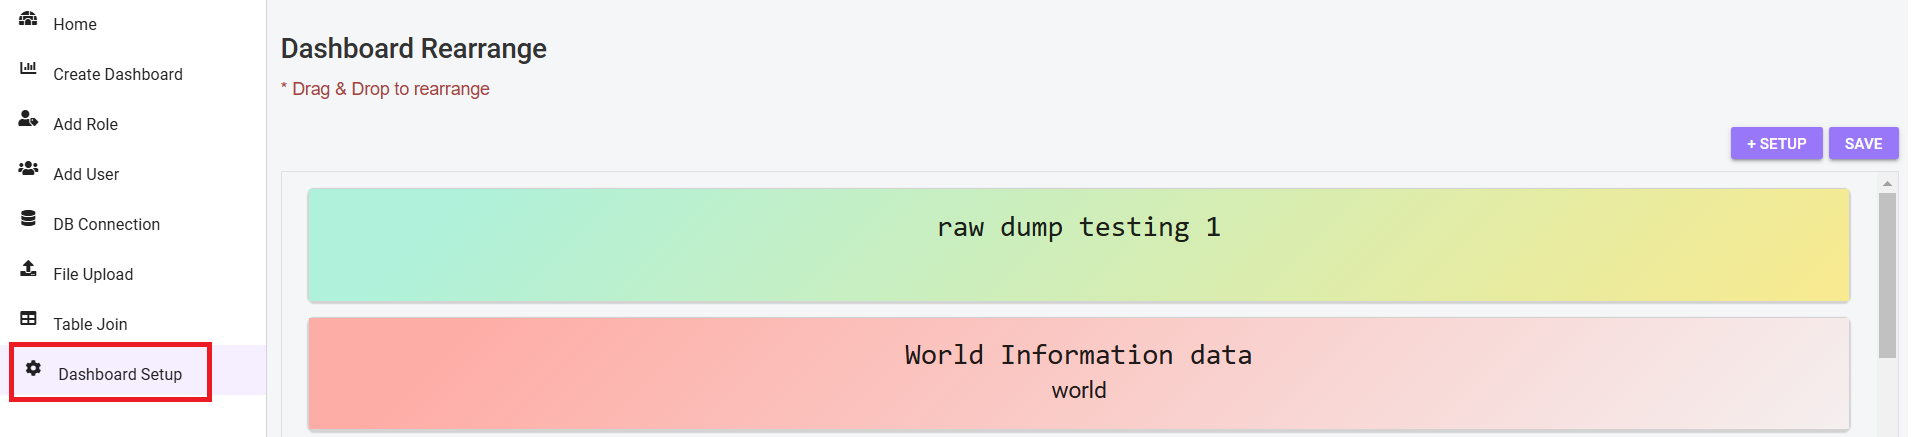 Home
Create Dashboard
Add Role
Add User
DB Connection
File Upload
Table Join
Dashboard Setup
Dashboard Rearrange
* Drag & Drop to rearrange
+ SETUP SAVE
raw dump testing 1
World Information data
world